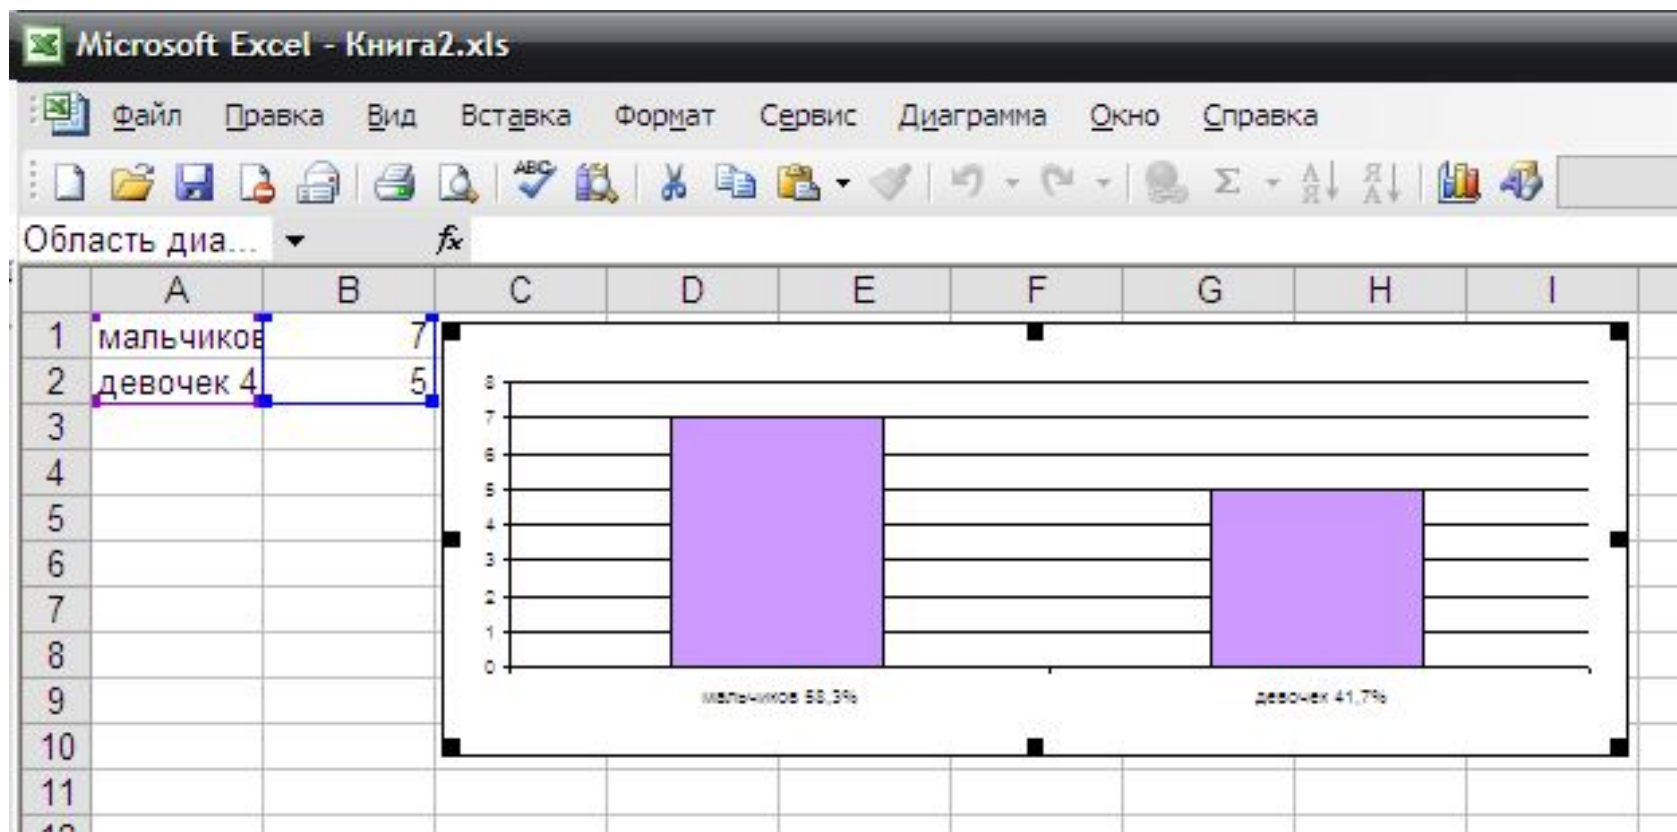 Microsoft Excel - Книга2.xls
Файл Правка Вид Вставка Формат Сервис Диаграмма Окно Справка
ABC Σ А Я Я А
Область диа... fx
A B C D E F G H I
1 мальчиков 7
2 девочек 4 5
3
4
5
6
7
8
9
10
11
8
7
6
5
4
3
2
1
0
мальчиков 58,3% девочек 41,7%